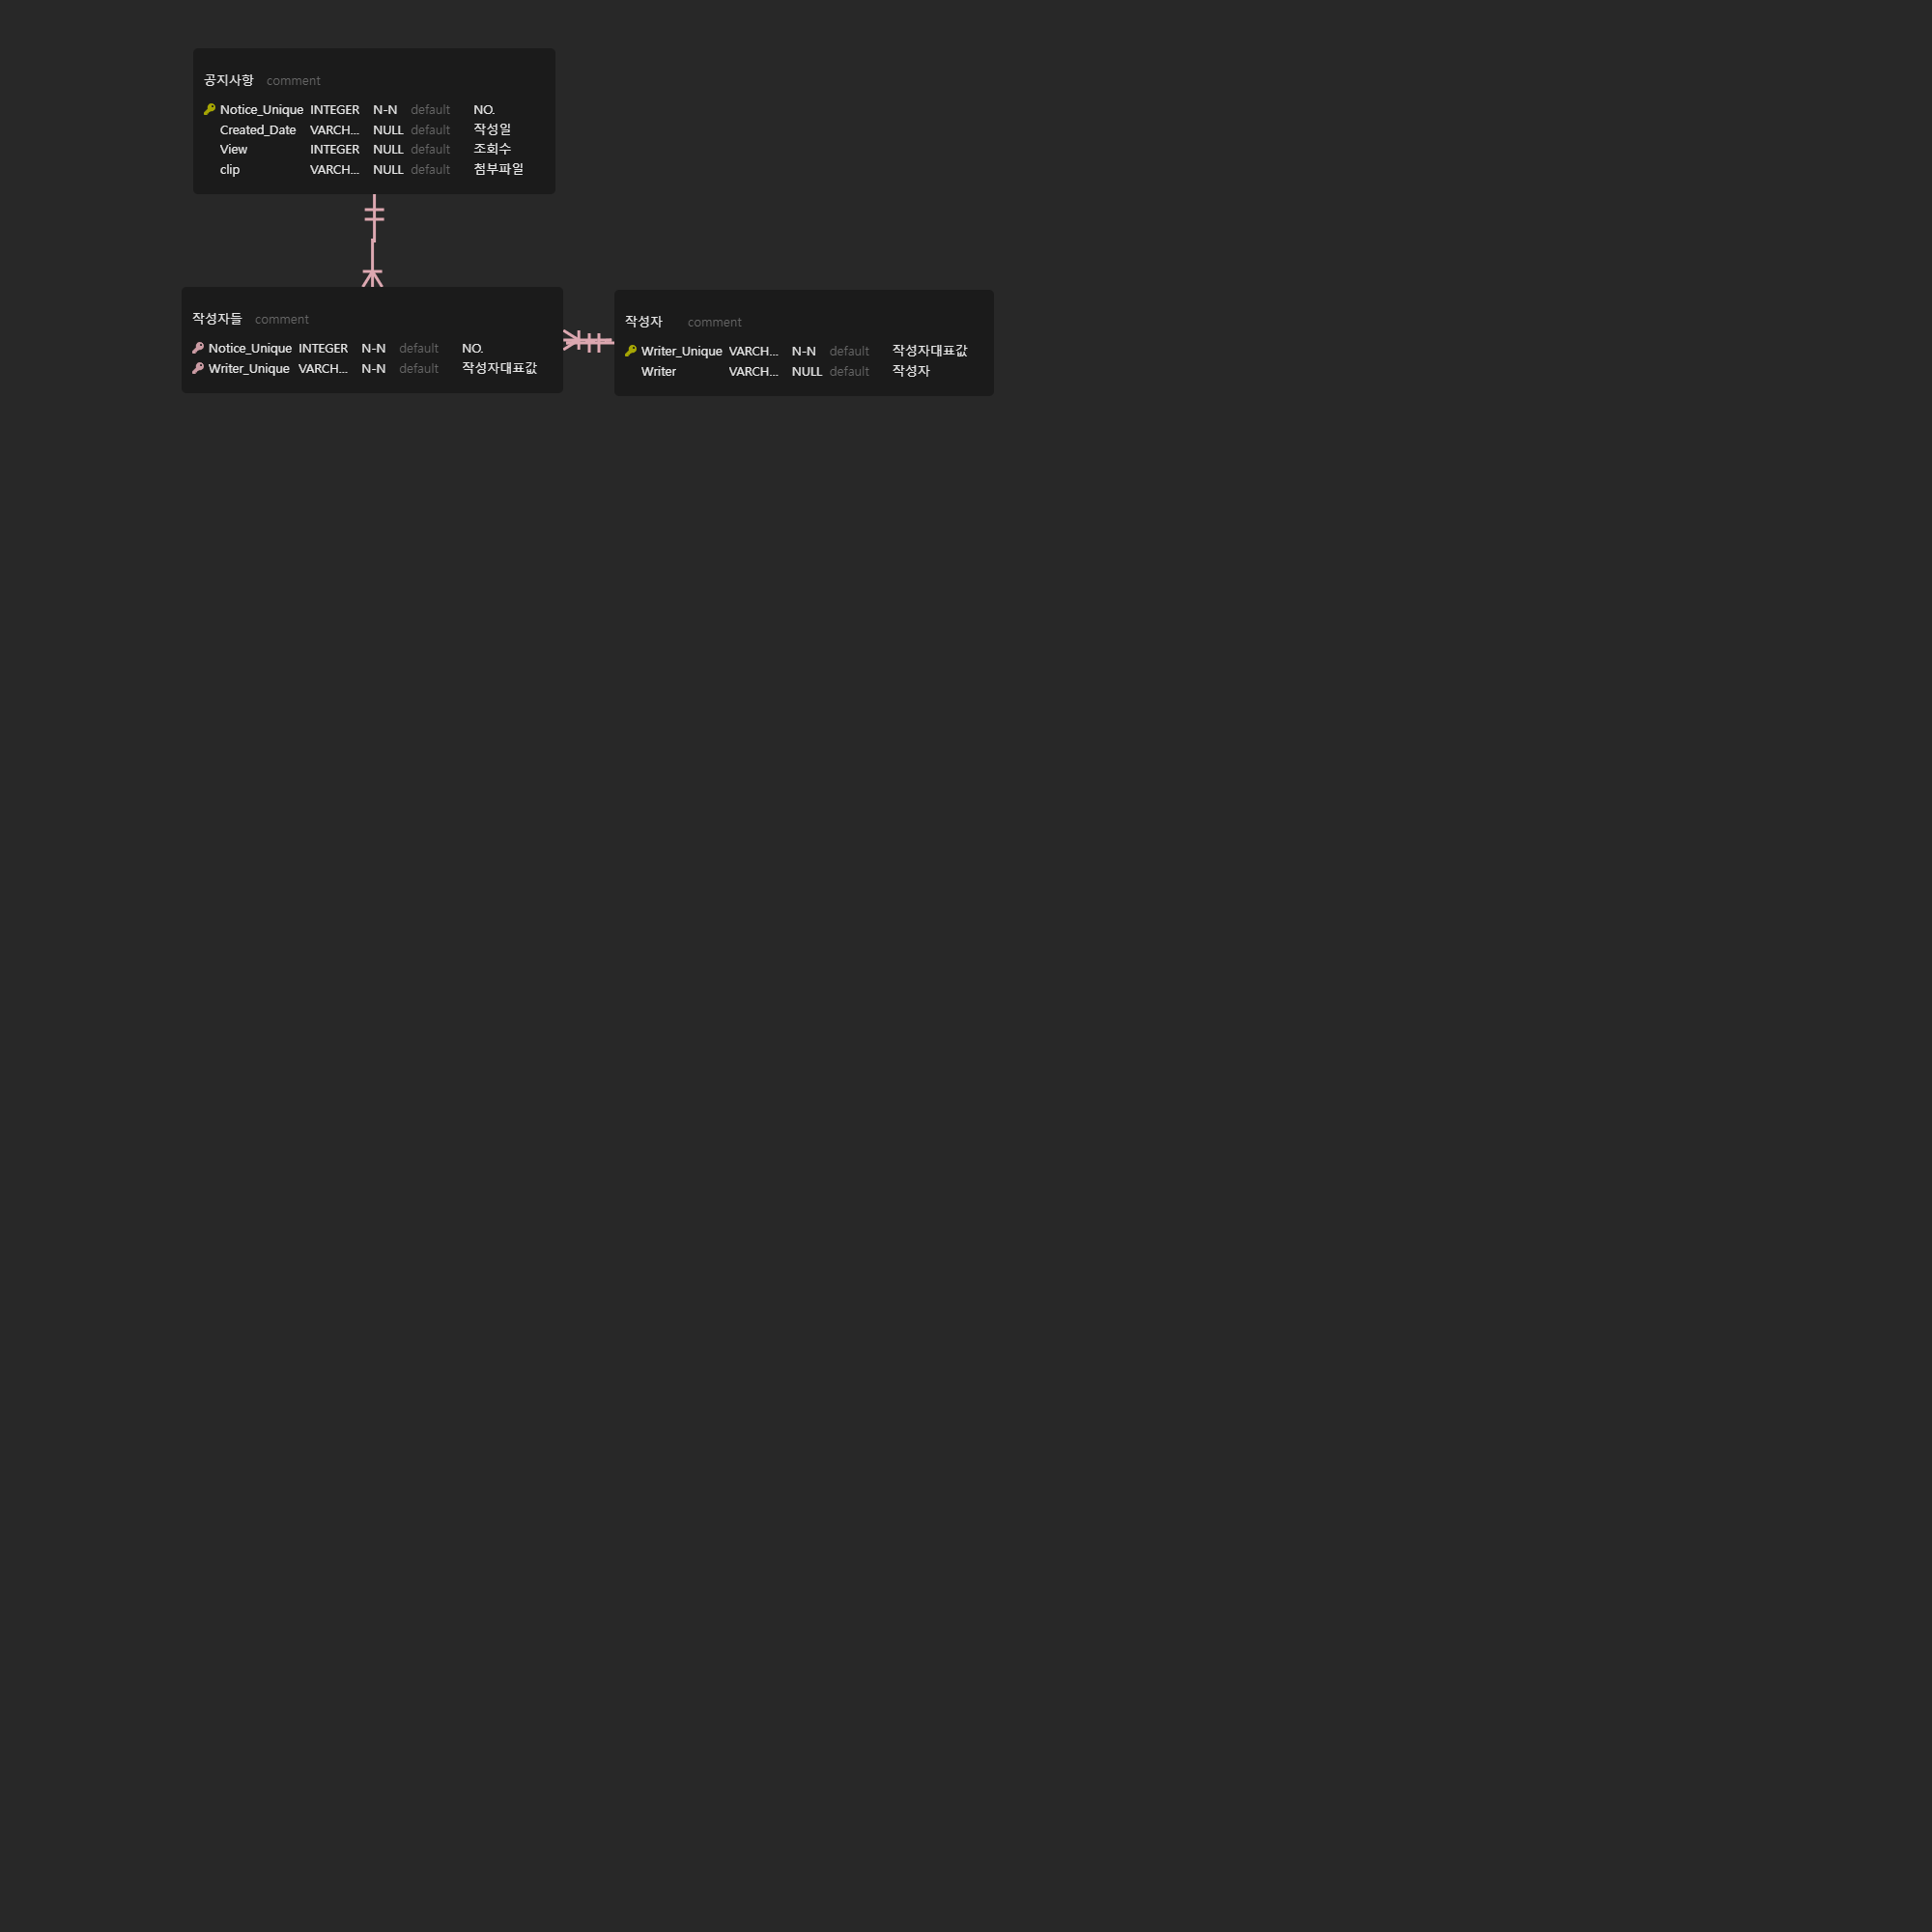 공지사항 comment
Notice_Unique INTEGER N-N default NO.
Created_Date VARCH... NULL default 작성일
View INTEGER NULL default 조회수
clip VARCH... NULL default 첨부파일
작성자들 comment
Notice_Unique INTEGER N-N default NO.
Writer_Unique VARCH... N-N default 작성자대표값
작성자 comment
Writer_Unique VARCH... N-N default 작성자대표값
Writer VARCH... NULL default 작성자